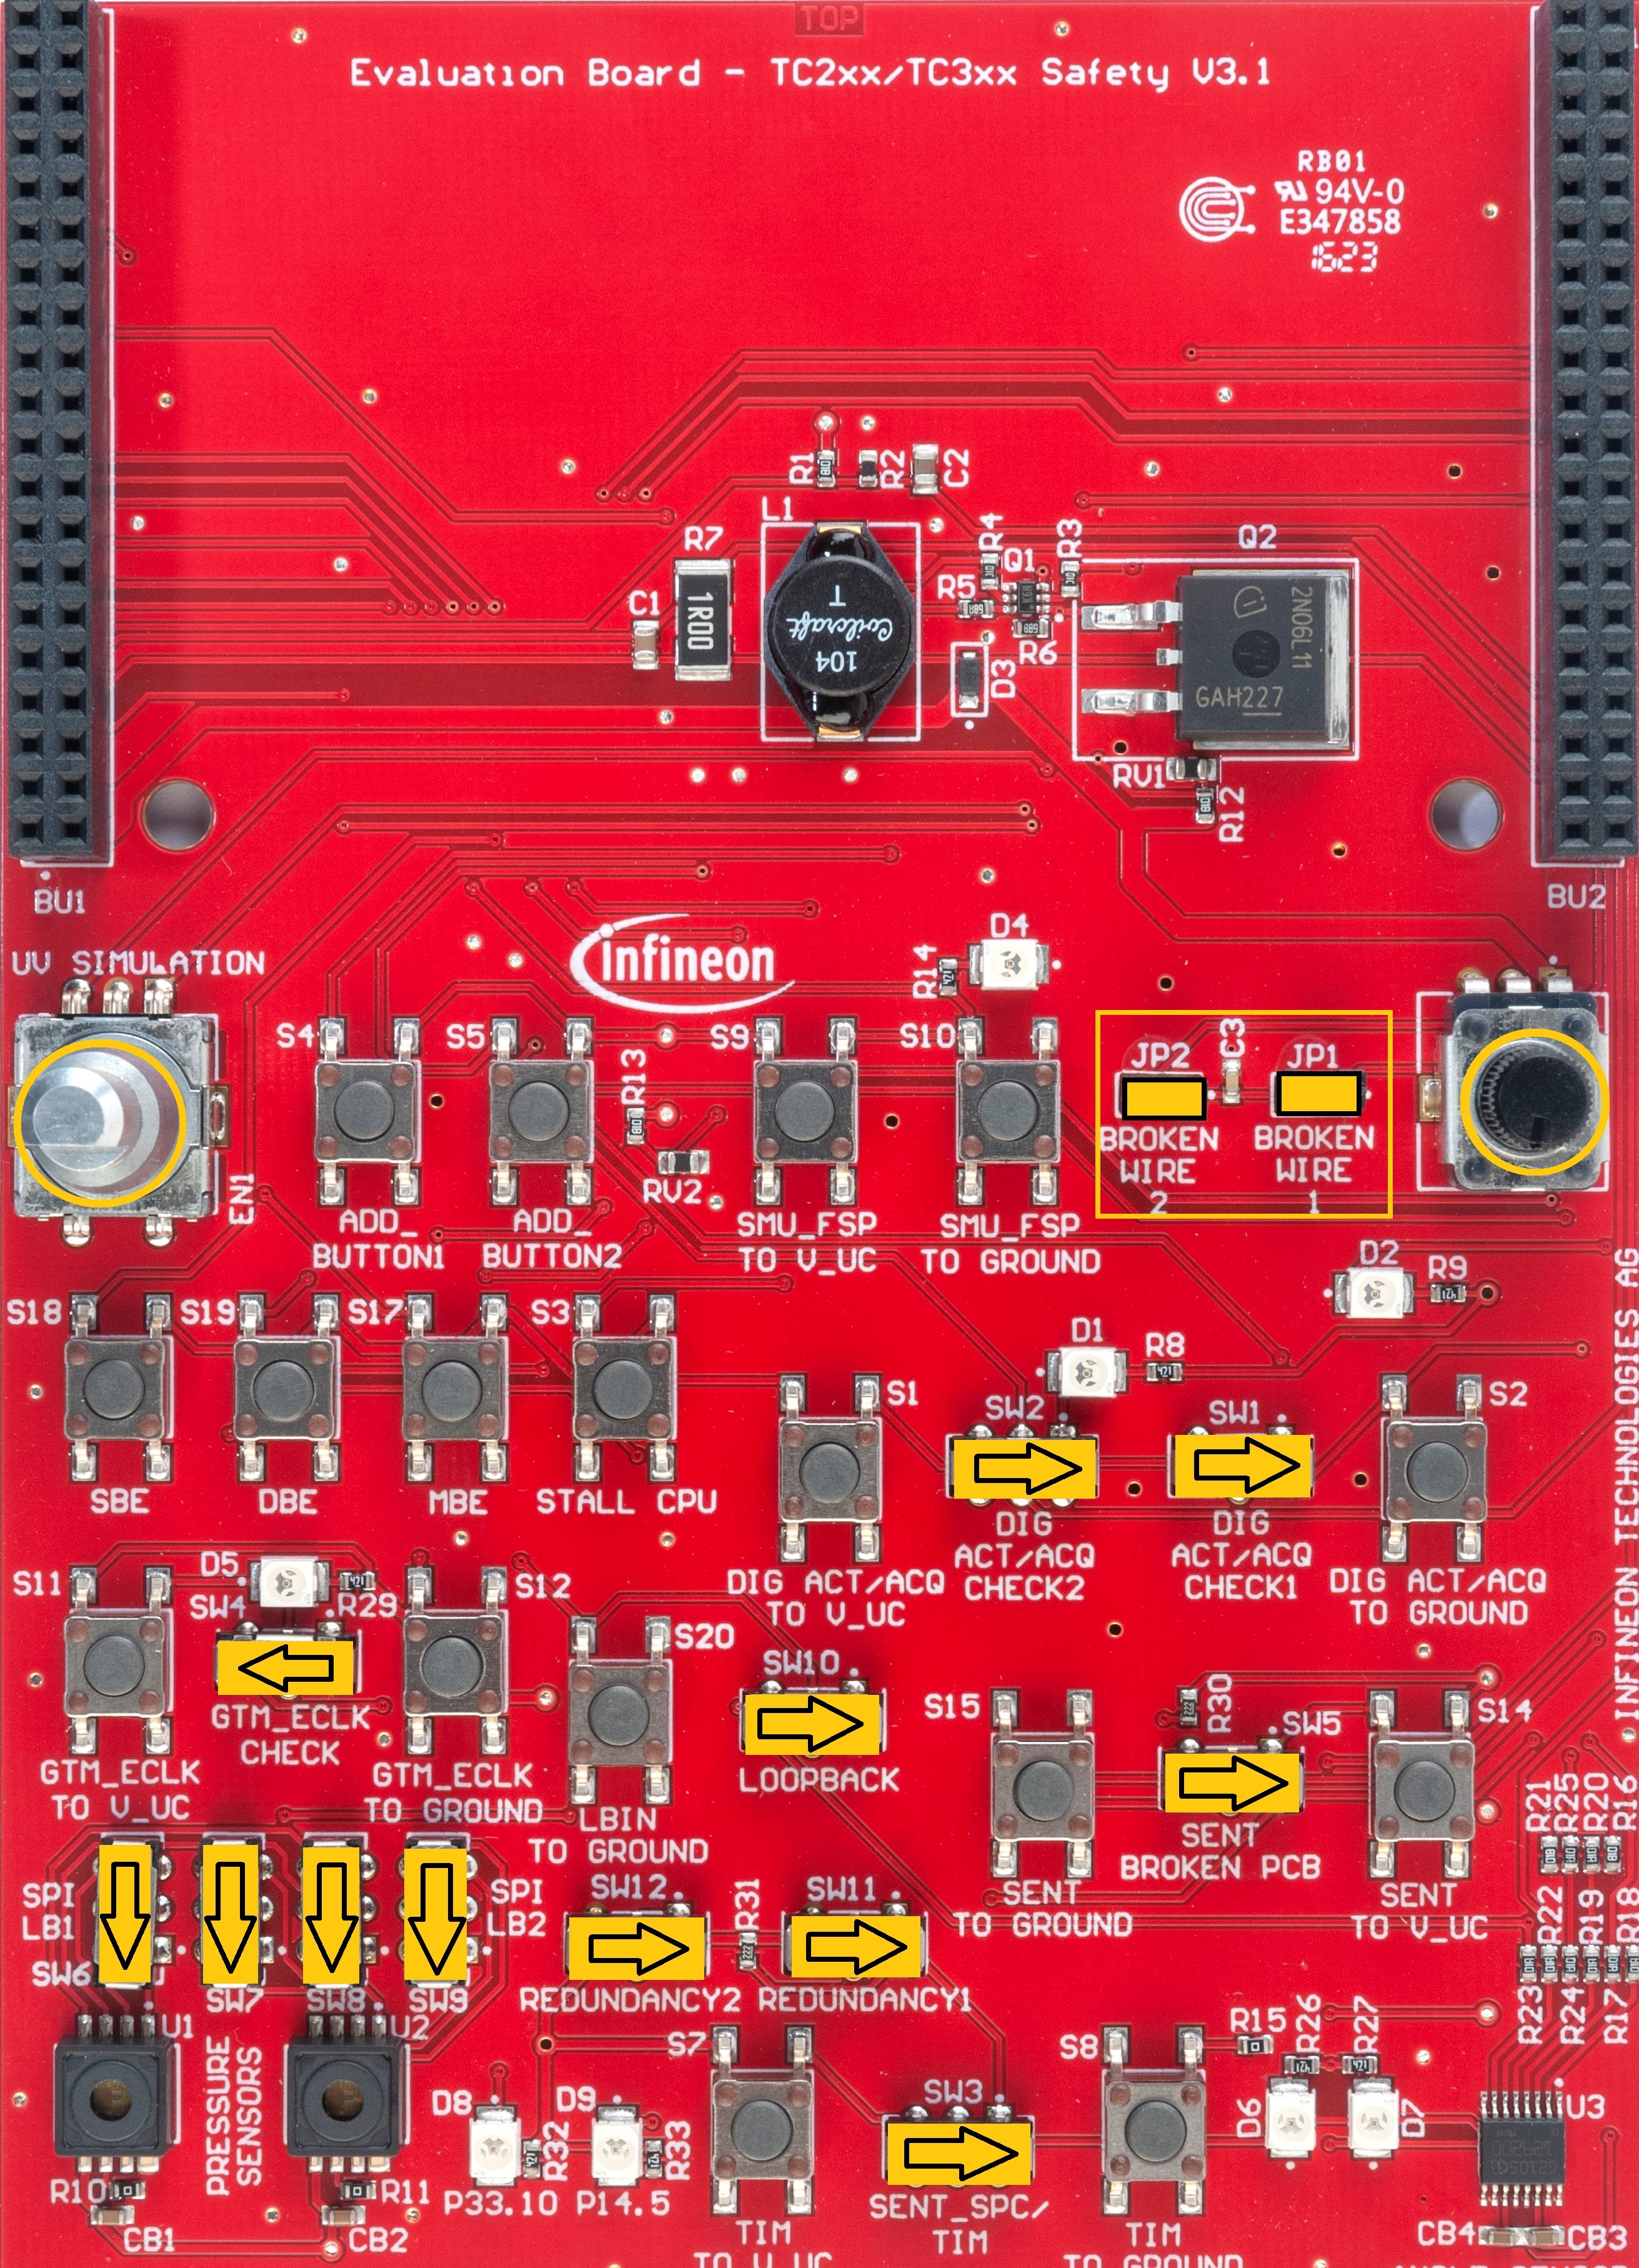 TOP
Evaluation Board - TC2xx/TC3xx Safety V3.1
RB01
94V-0
E347858
1623
R1
R2
C2
L1
R7
1R00
C1
Coilcraft
T
104
R4
Q1
R3
R5
R6
D3
Q2
2N06L11
GAH227
RV1
R12
BU1
BU2
UV SIMULATION
infineon
D4
R14
S4
S5
R13
S9
S10
JP2
C3
JP1
BROKEN
WIRE
2
BROKEN
WIRE
1
EN1
RV2
ADD_
BUTTON1
ADD_
BUTTON2
SMU_FSP
TO V_UC
SMU_FSP
TO GROUND
D2
R9
S18
S19
S17
S3
D1
R8
S1
SW2
SW1
S2
SBE
DBE
MBE
STALL CPU
DIG
ACT/ACQ
CHECK2
DIG
ACT/ACQ
CHECK1
DIG ACT/ACQ
TO V_UC
DIG ACT/ACQ
TO GROUND
INFINEON TECHNOLOGIES AG
S11
D5
SW4
R29
S12
S20
SW10
GTM_ECLK
CHECK
GTM_ECLK
TO V_UC
GTM_ECLK
TO GROUND
LOOPBACK
LBIN
TO GROUND
S15
R30
SW5
S14
SENT
BROKEN PCB
SENT
TO GROUND
SENT
TO V_UC
R21
R25
R20
R16
SPI
LB1
SW6
SW7
SW8
SW9
SPI
LB2
SW12
R31
SW11
REDUNDANCY2
REDUNDANCY1
R22
R19
R18
R23
R24
R17
U1
U2
PRESSURE
SENSORS
R10
CB1
R11
CB2
D8
R32
P33.10
D9
R33
P14.5
S7
TIM
TO V_UC
SW3
SENT_SPC/
TIM
S8
TIM
TO GROUND
R15
R26
R27
D6
D7
U3
CB4
CB3